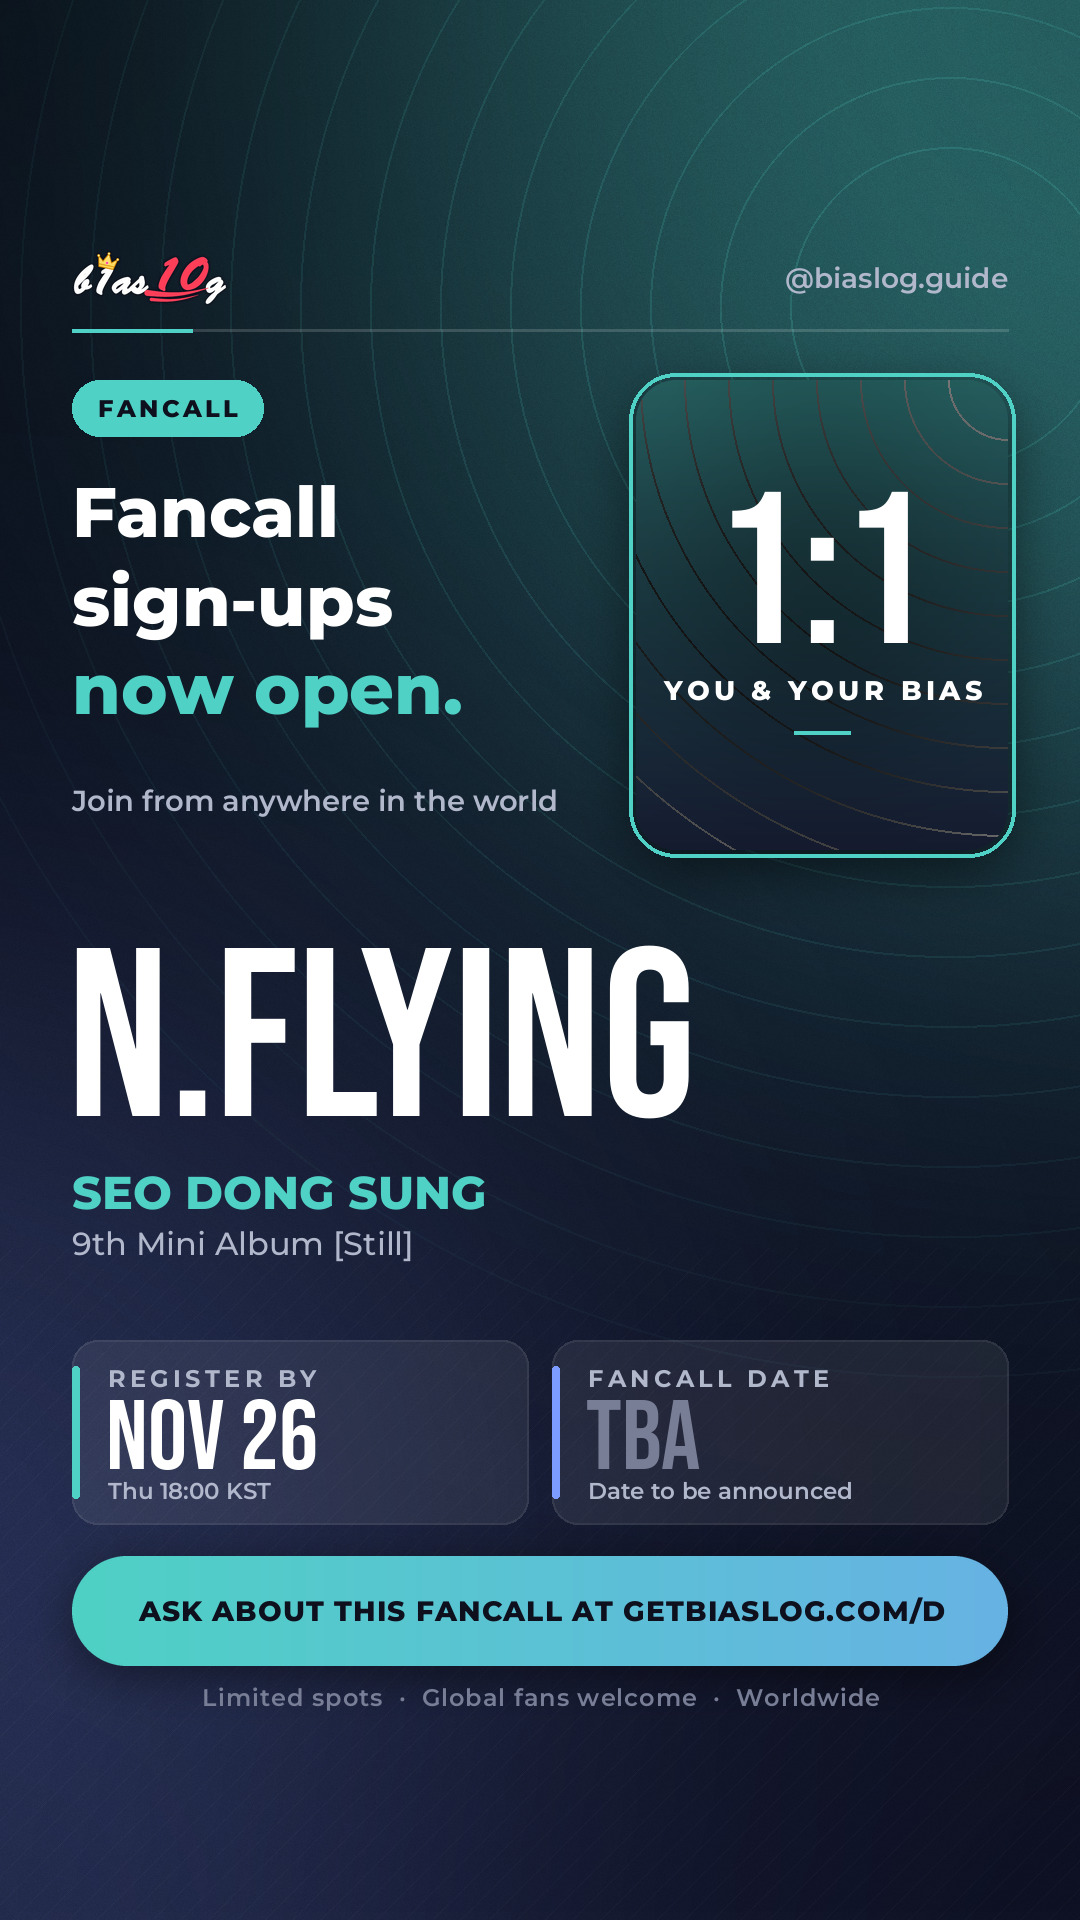 b1as10g
@biaslog.guide
FANCALL
Fancall
sign-ups
now open.
Join from anywhere in the world
1:1
YOU & YOUR BIAS
N.FLYING
SEO DONG SUNG
9th Mini Album [Still]
REGISTER BY
NOV 26
Thu 18:00 KST
FANCALL DATE
TBA
Date to be announced
ASK ABOUT THIS FANCALL AT GETBIASLOG.COM/D
Limited spots · Global fans welcome · Worldwide